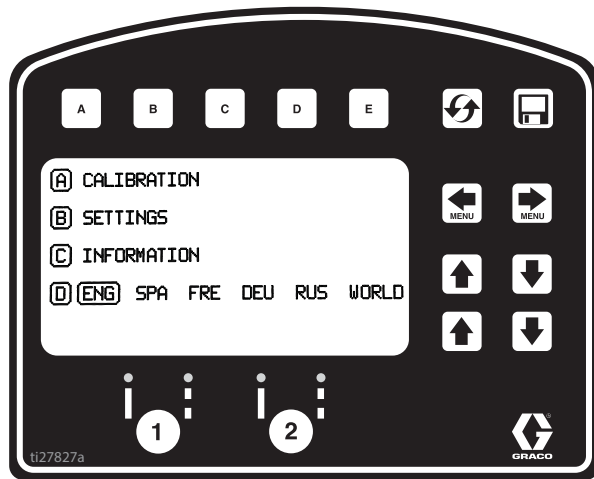 A B C D E
A CALIBRATION
B SETTINGS
C INFORMATION
D ENG SPA FRE DEU RUS WORLD
MENU MENU
1 2
ti27827a
GRACO